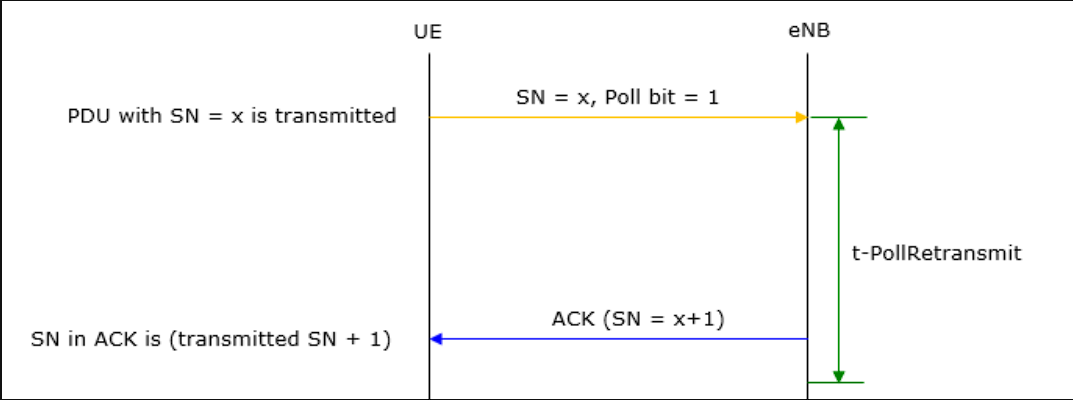 UE
eNB
SN = x, Poll bit = 1
PDU with SN = x is transmitted
t-PollRetransmit
ACK (SN = x+1)
SN in ACK is (transmitted SN + 1)